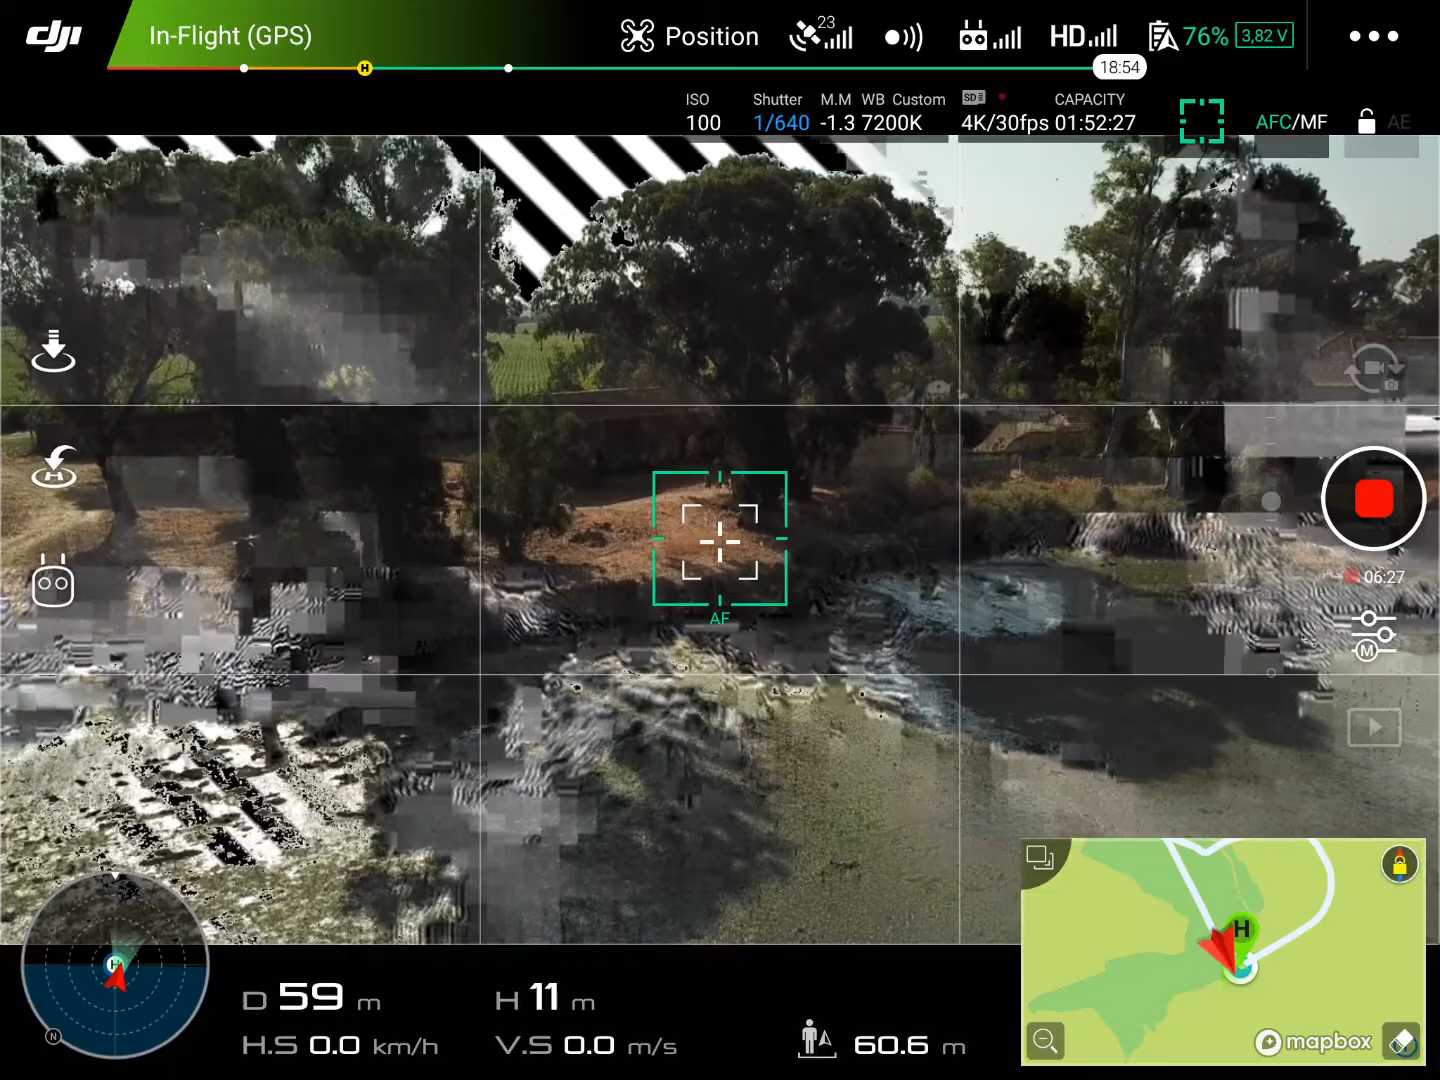 dji In-Flight (GPS) Position 23 HD 76% 3,82 V
H 18:54
ISO Shutter M.M WB Custom SD CAPACITY
100 1/640 -1.3 7200K 4K/30fps 01:52:27 AFC/MF AE
H
AF
06:27
M
H
H
N
D 59 m H 11 m
H.S 0.0 km/h V.S 0.0 m/s 60.6 m
mapbox